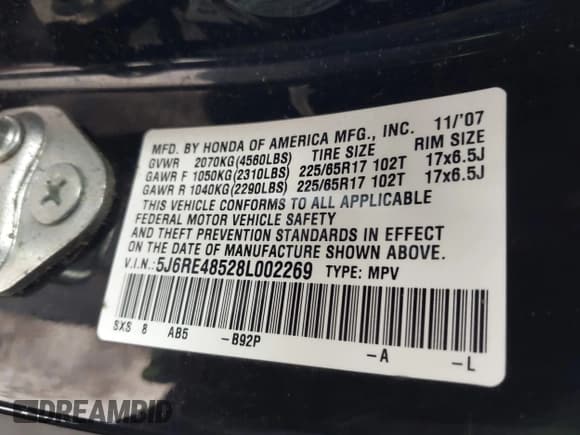 MFD. BY HONDA OF AMERICA MFG., INC. 11/'07
GVWR 2070KG(4560LBS) TIRE SIZE RIM SIZE
GAWR F 1050KG(2310LBS) 225/65R17 102T 17x6.5J
GAWR R 1040KG(2290LBS) 225/65R17 102T 17x6.5J
THIS VEHICLE CONFORMS TO ALL APPLICABLE
FEDERAL MOTOR VEHICLE SAFETY
AND THEFT PREVENTION STANDARDS IN EFFECT
ON THE DATE OF MANUFACTURE SHOWN ABOVE.
V.I.N.:5J6RE48528L002269 TYPE: MPV
SXS 8 AB5 -B92P -A -L
DREAMBID